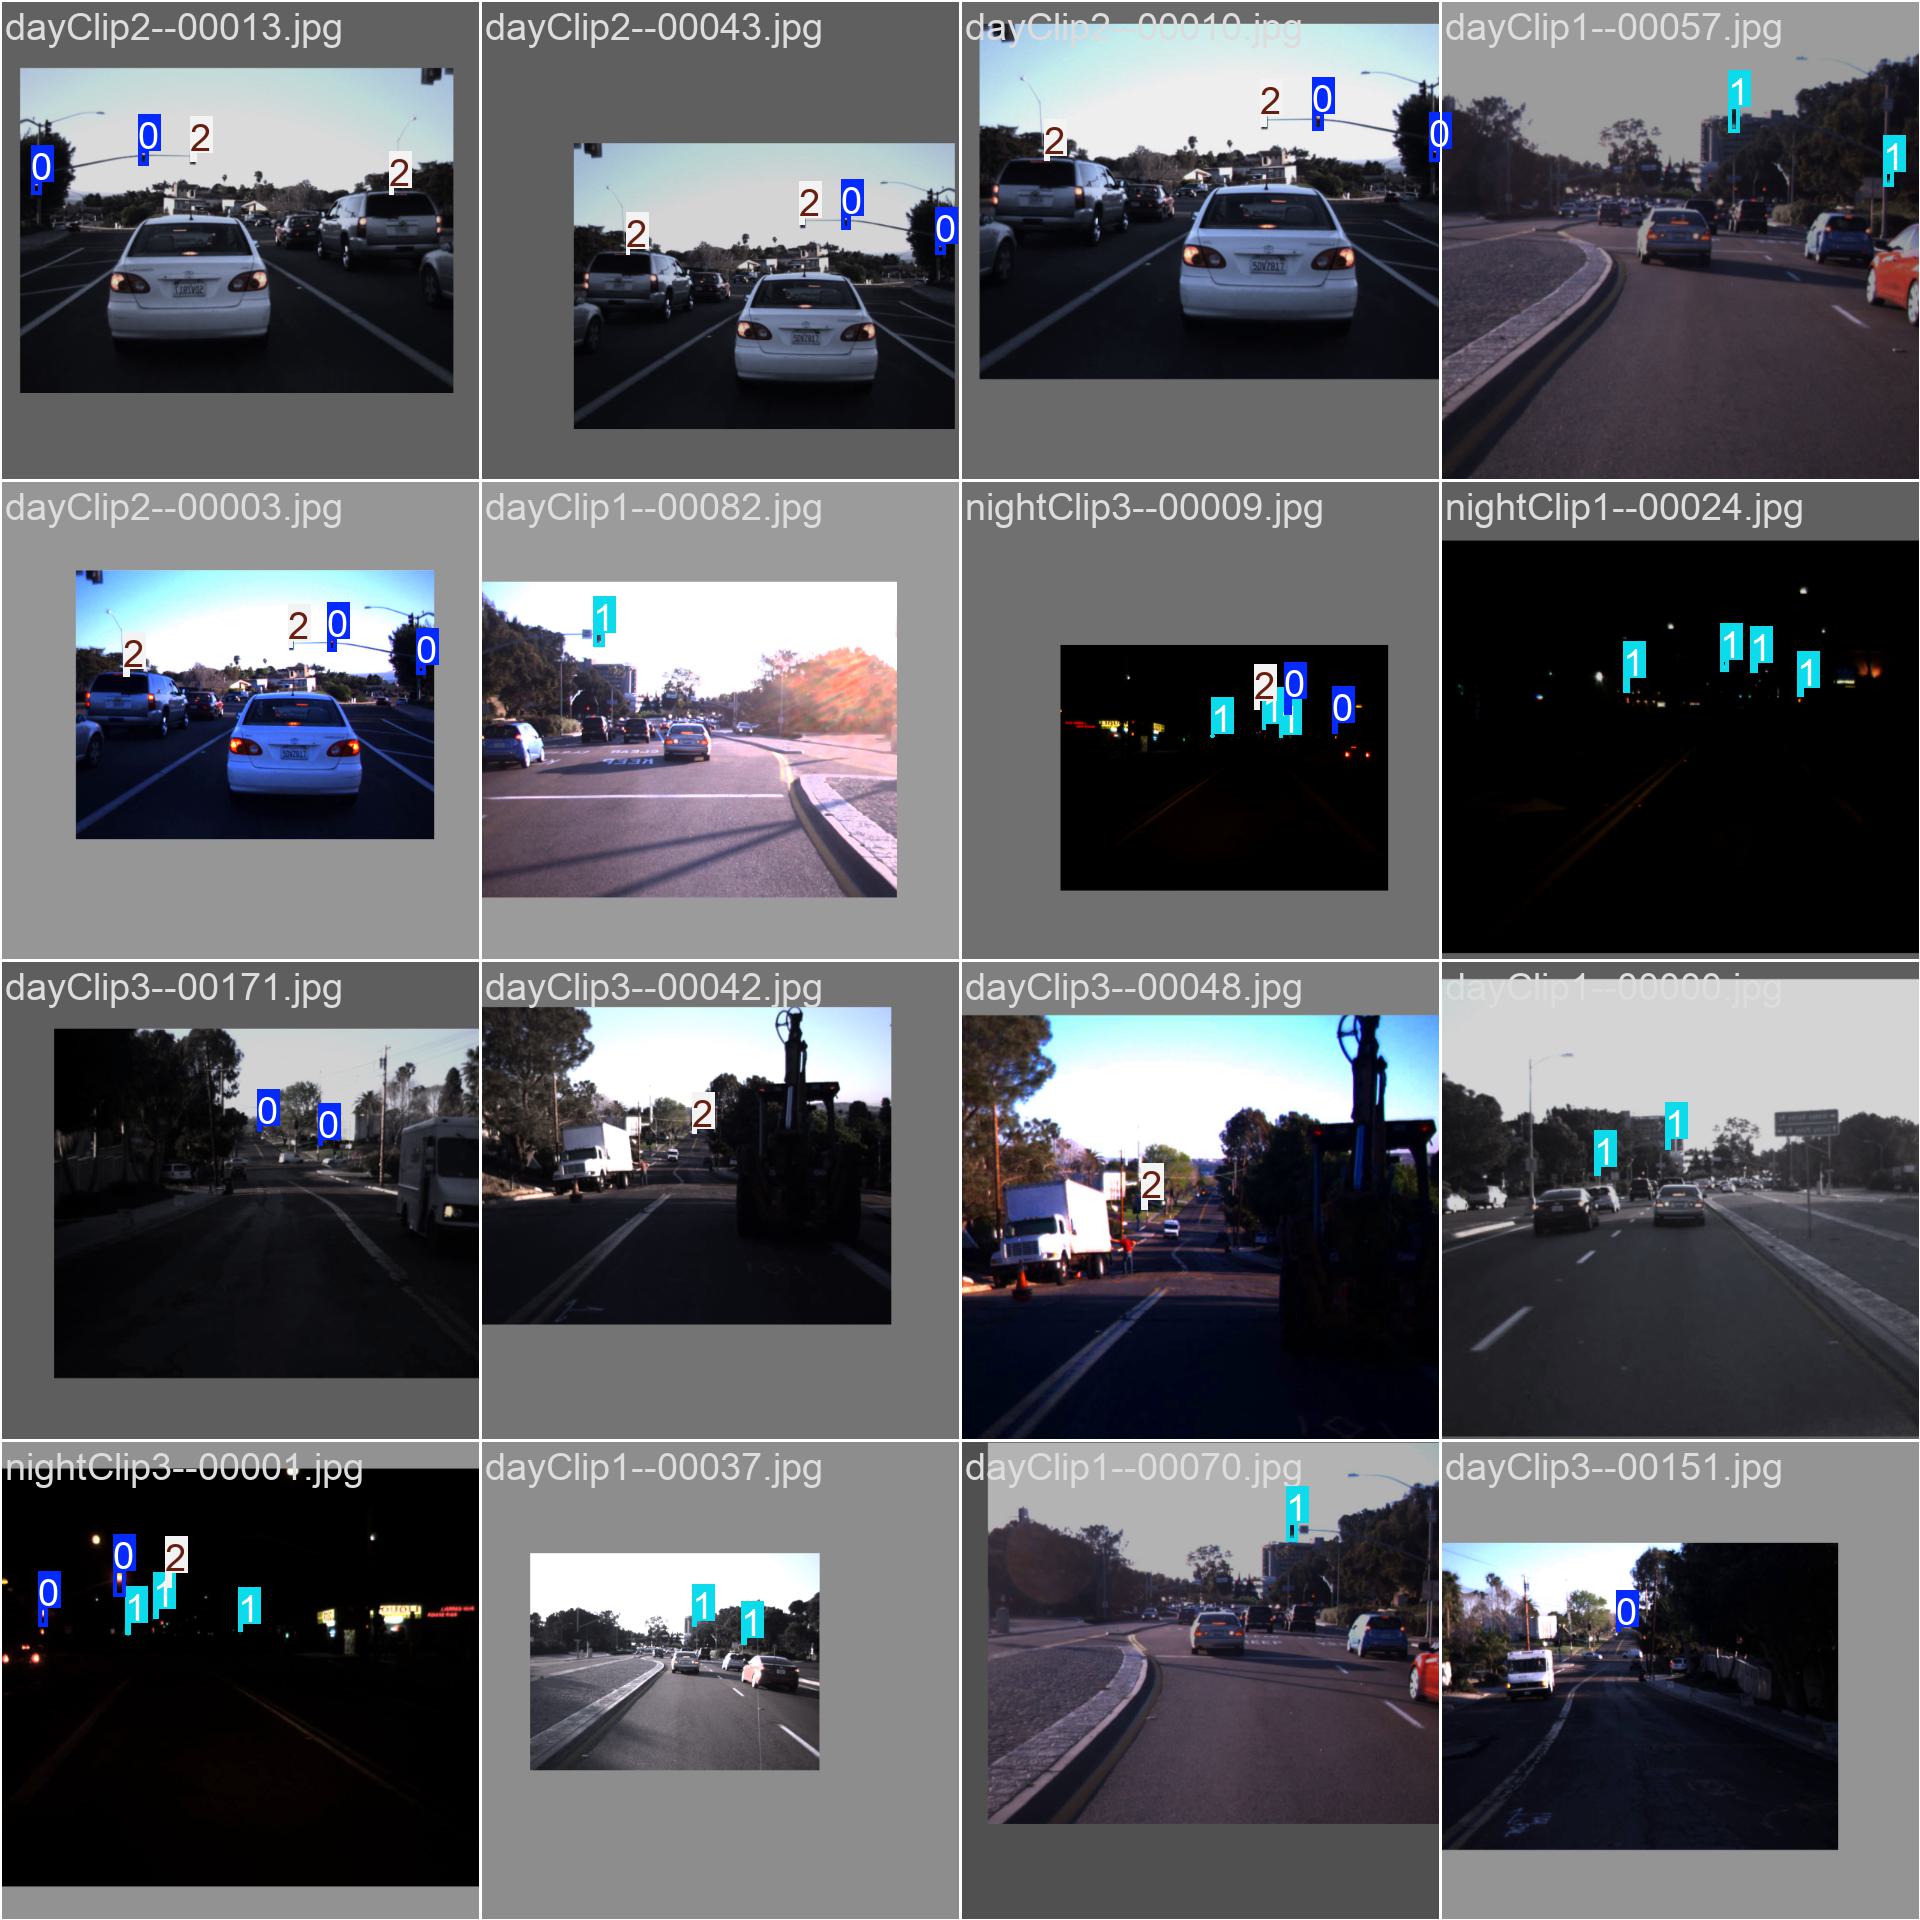 dayClip2--00013.jpg
0
0
2
2
dayClip2--00043.jpg
2
2
0
0
dayClip2--00010.jpg
2
2
0
0
5DVZ817
dayClip1--00057.jpg
1
1
dayClip2--00003.jpg
2
2
0
0
dayClip1--00082.jpg
1
KEEP
CLEAR
nightClip3--00009.jpg
1
2
1
0
1
0
nightClip1--00024.jpg
1
1
1
1
dayClip3--00171.jpg
0
0
dayClip3--00042.jpg
2
dayClip3--00048.jpg
2
dayClip1--00000.jpg
1
1
nightClip3--00001.jpg
0
0
1
1
2
1
dayClip1--00037.jpg
1
1
dayClip1--00070.jpg
1
KEEP
dayClip3--00151.jpg
0